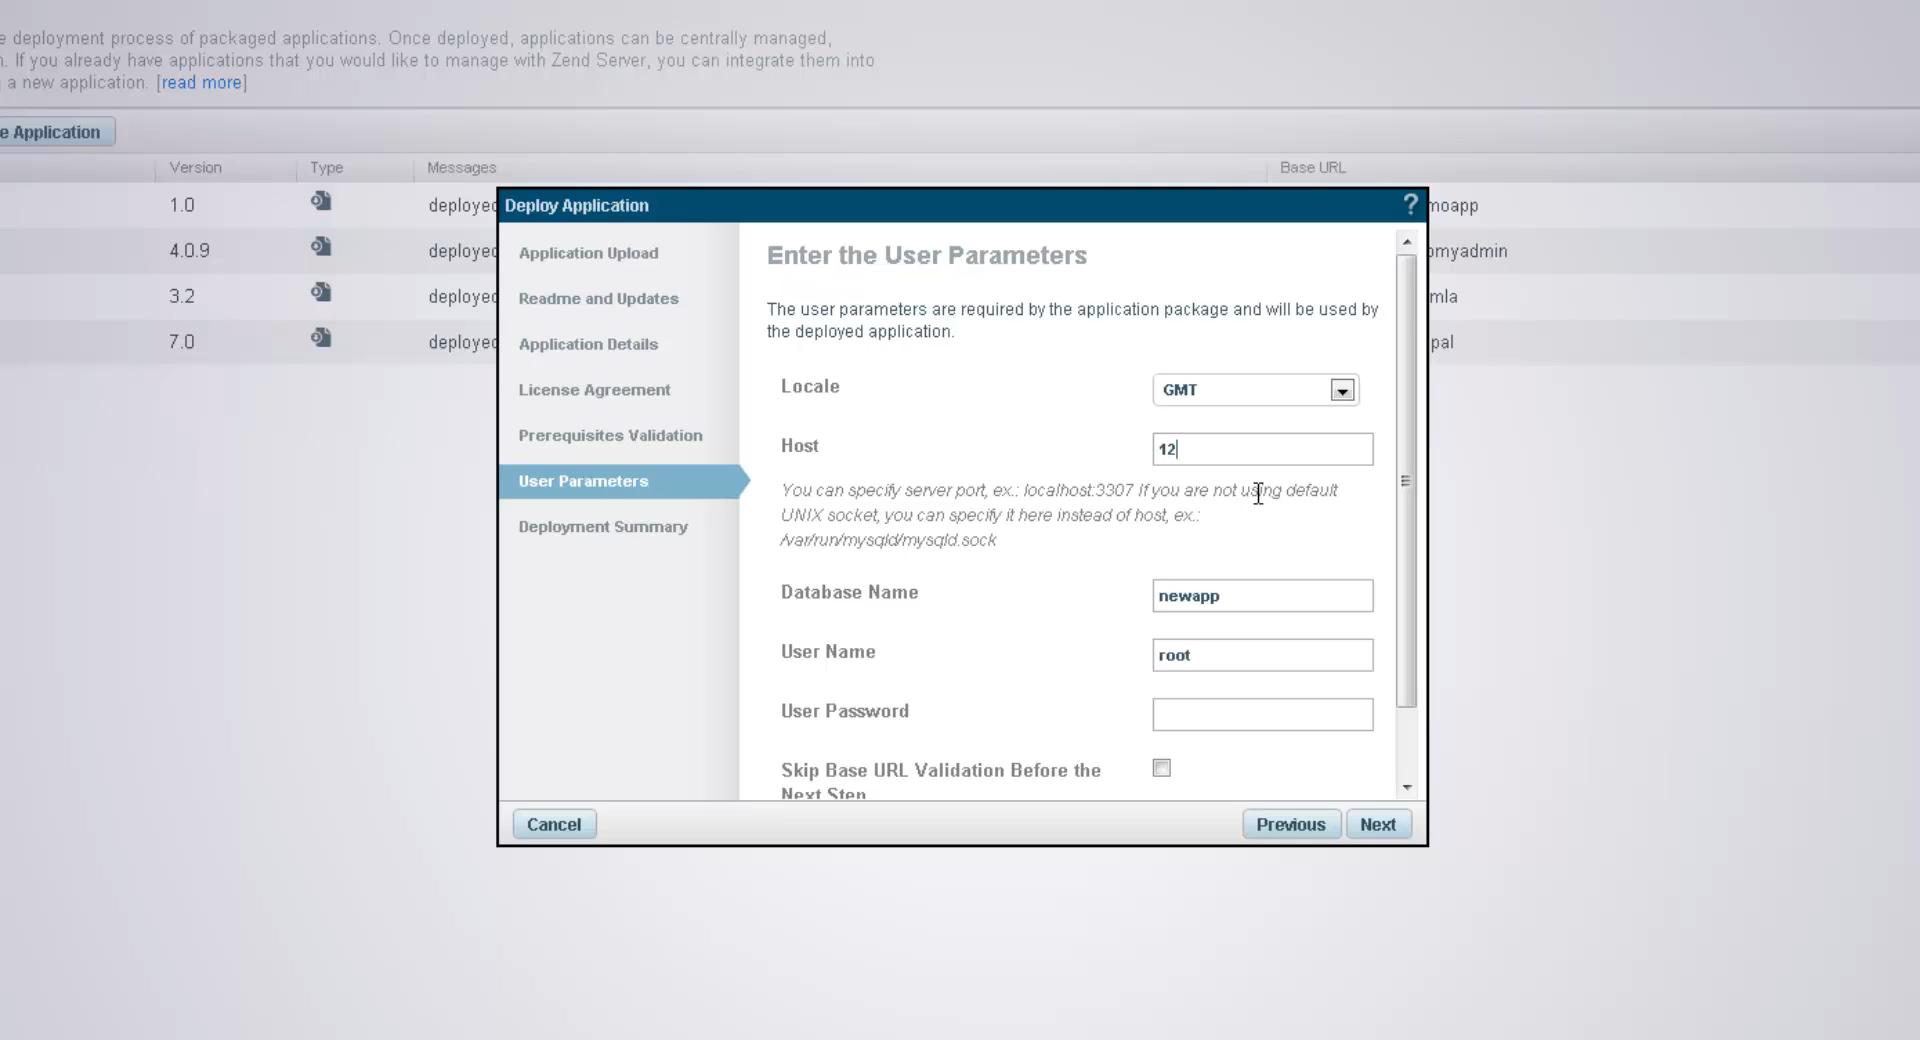 e deployment process of packaged applications. Once deployed, applications can be centrally managed,
. If you already have applications that you would like to manage with Zend Server, you can integrate them into
a new application. [read more]
e Application
Version Type Messages Base URL
1.0 deployed moapp
4.0.9 deployed omyadmin
3.2 deployed mla
7.0 deployed pal
Deploy Application ?
Application Upload
Readme and Updates
Application Details
License Agreement
Prerequisites Validation
User Parameters
Deployment Summary
Enter the User Parameters
The user parameters are required by the application package and will be used by
the deployed application.
Locale GMT
Host 12
You can specify server port, ex.: localhost:3307 If you are not using default
UNIX socket, you can specify it here instead of host, ex.:
/var/run/mysqld/mysqld.sock
Database Name newapp
User Name root
User Password
Skip Base URL Validation Before the
Next Step
Cancel Previous Next